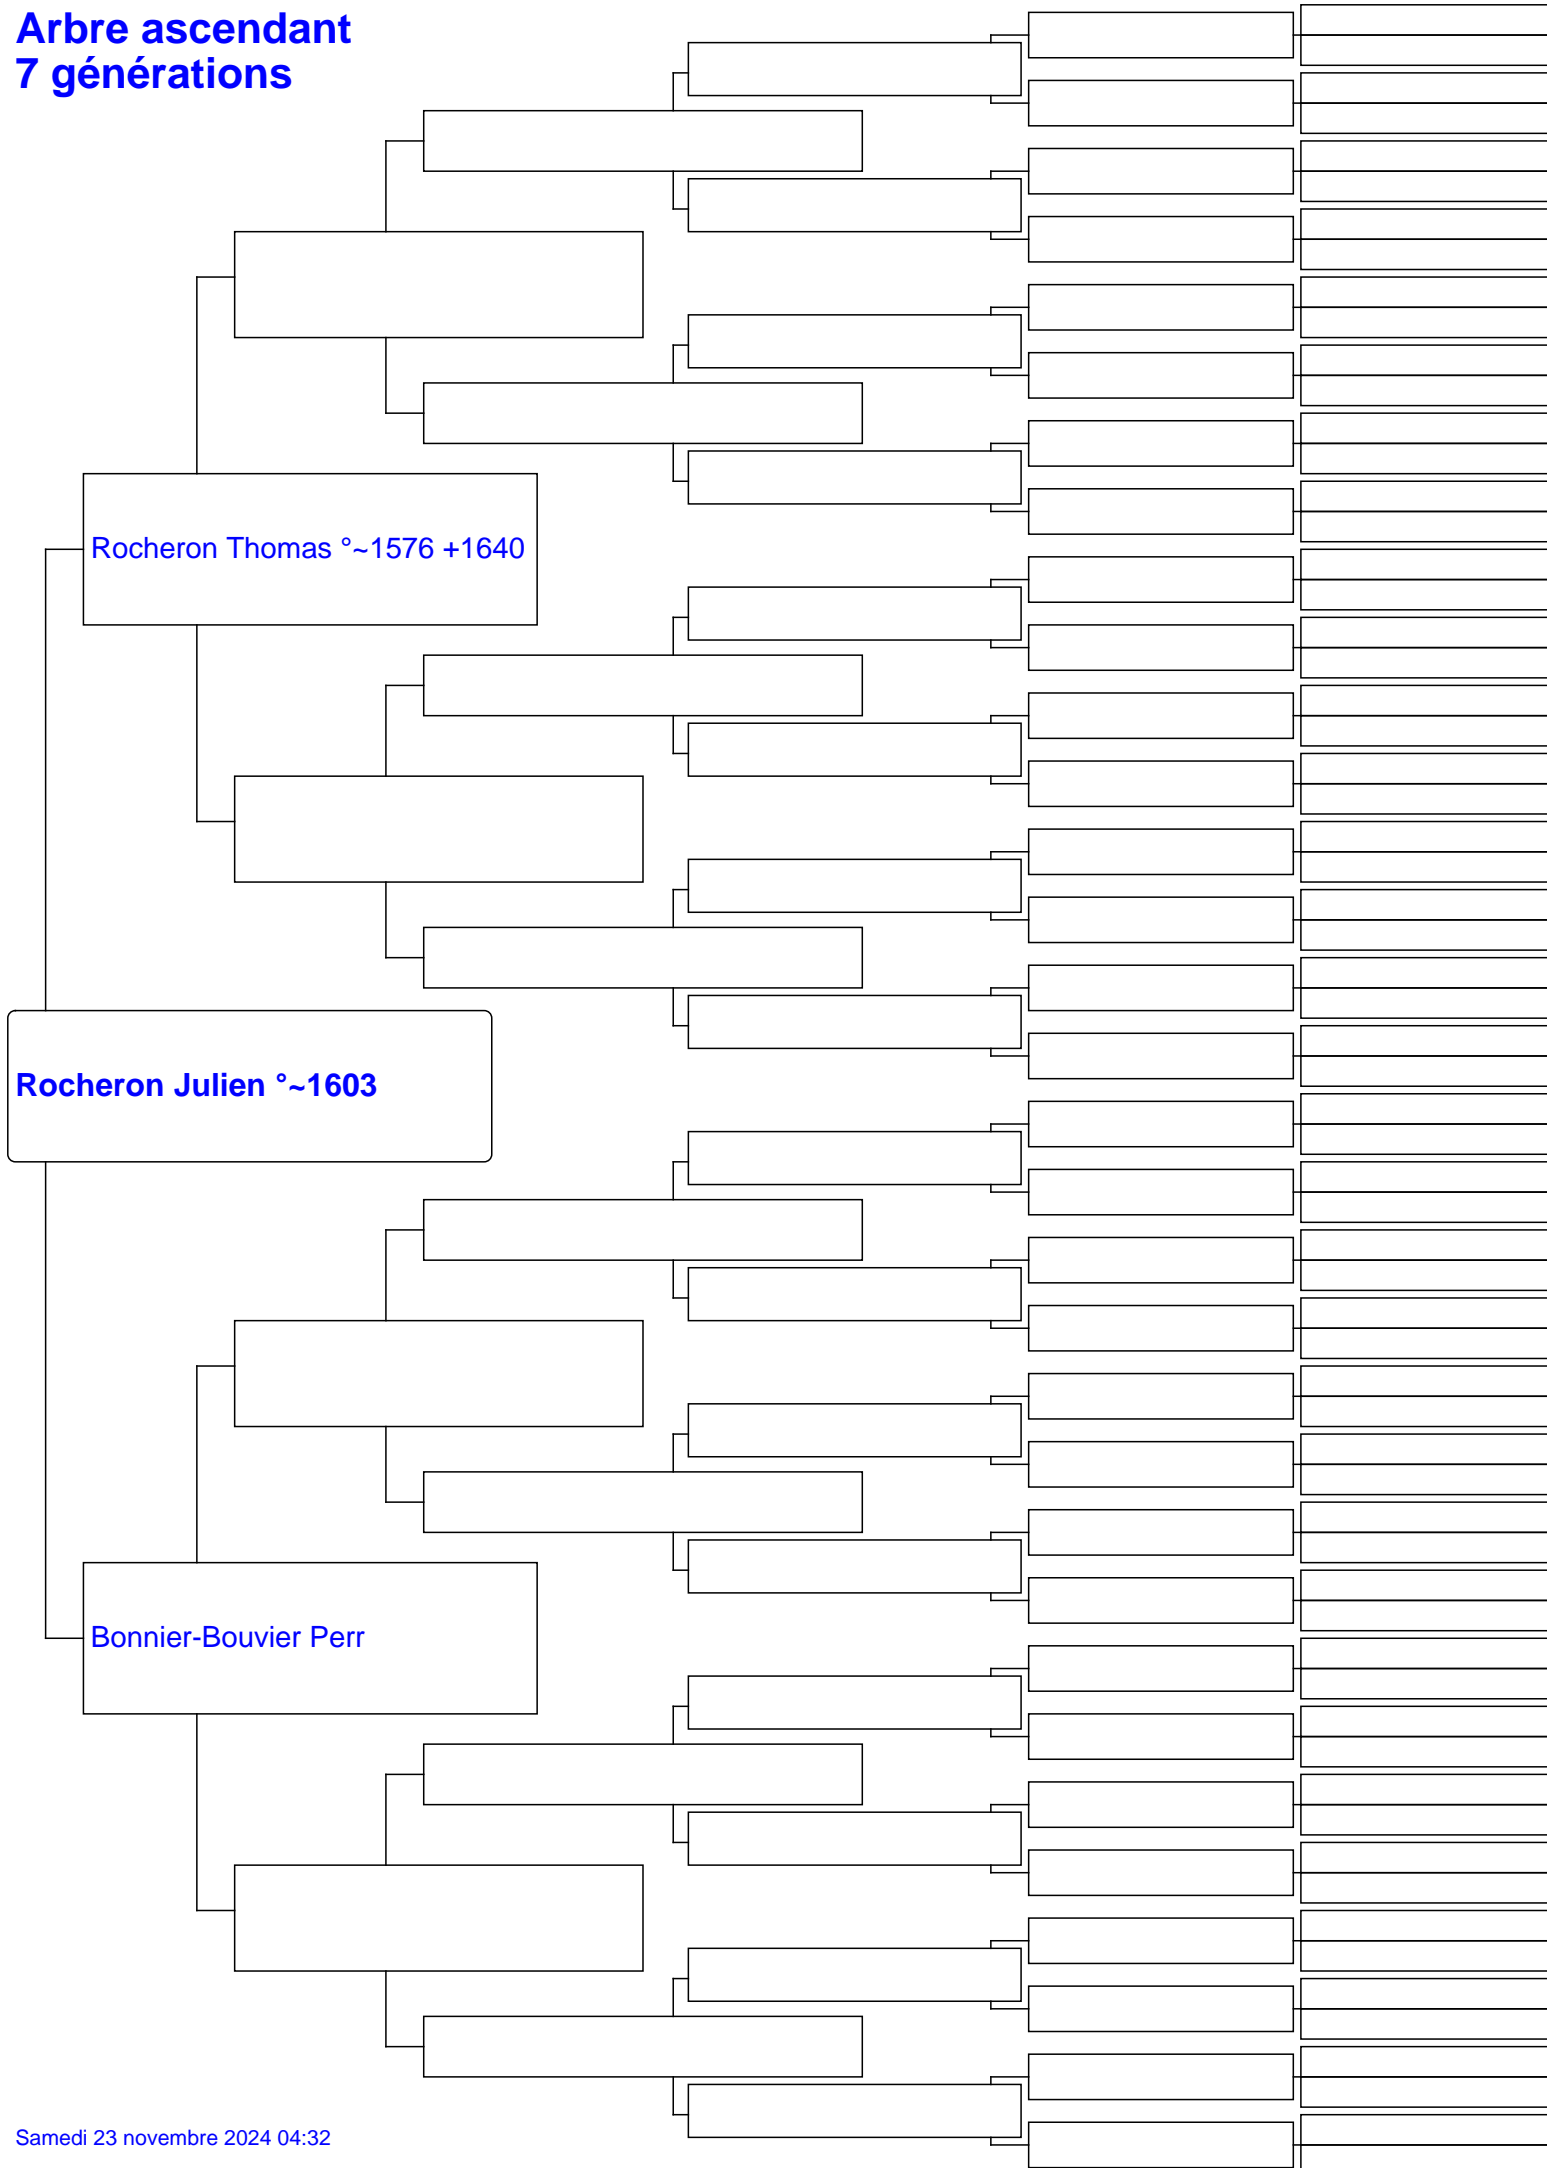 Arbre ascendant
7 générations
Rocheron Thomas °~1576 +1640
Rocheron Julien °~1603
Bonnier-Bouvier Perr
Samedi 23 novembre 2024 04:32